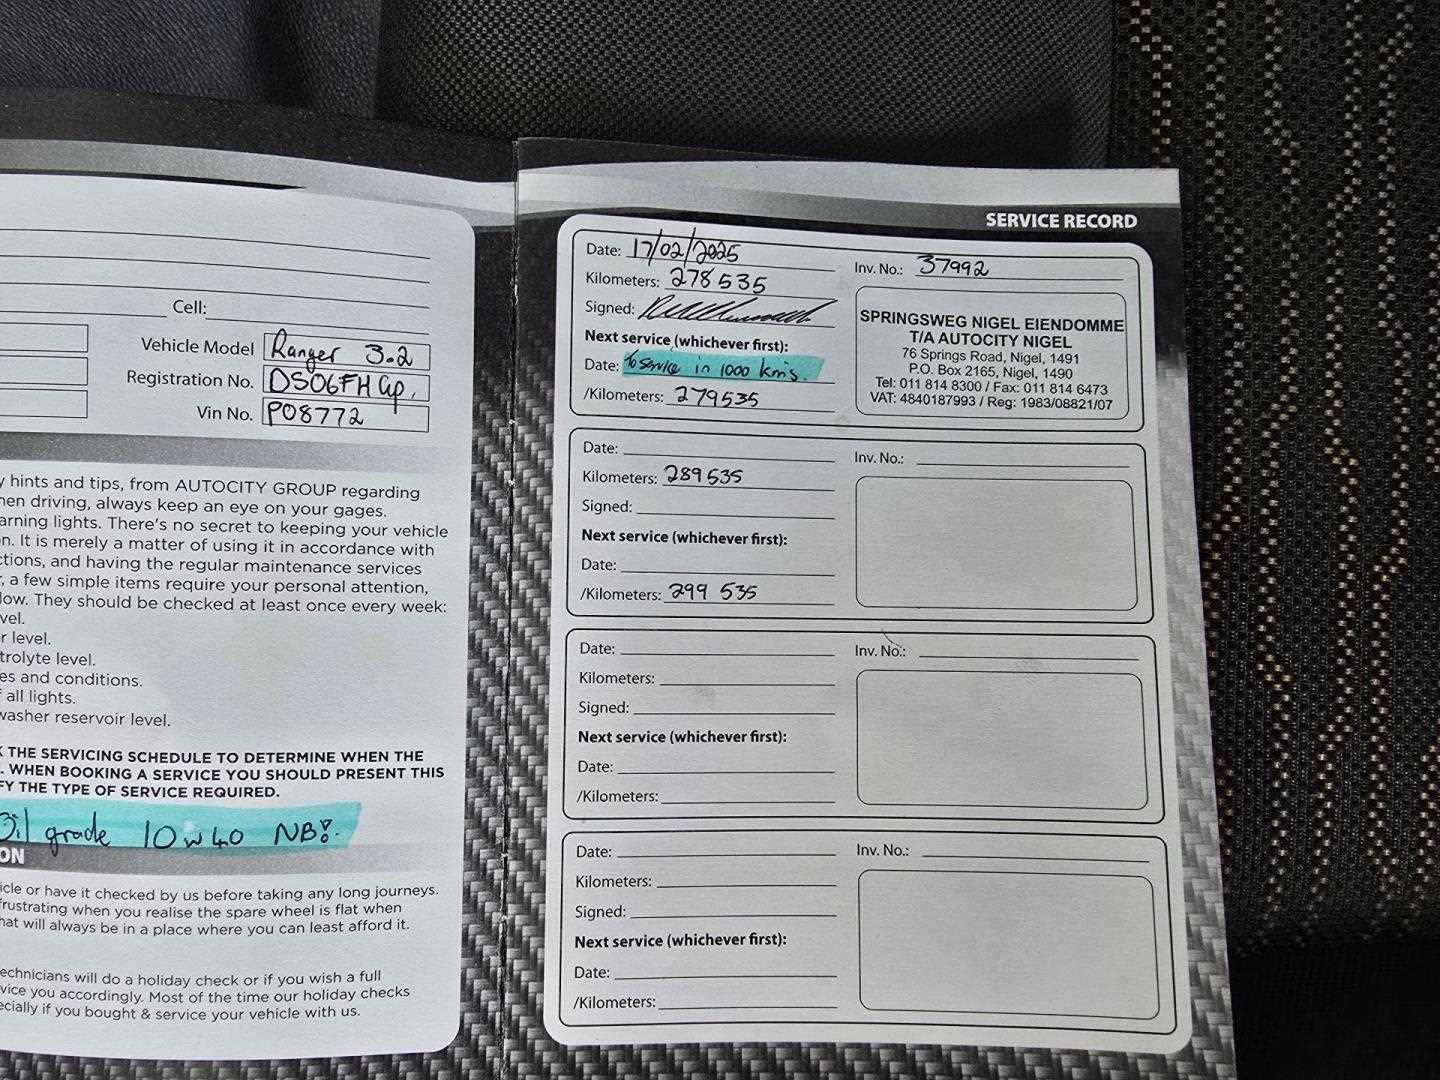 Cell:
Vehicle Model Ranger 3.2
Registration No. DS06FH Gp.
Vin No. P08772
y hints and tips, from AUTOCITY GROUP regarding
hen driving, always keep an eye on your gages.
arning lights. There's no secret to keeping your vehicle
n. It is merely a matter of using it in accordance with
ctions, and having the regular maintenance services
, a few simple items require your personal attention,
low. They should be checked at least once every week:
vel.
r level.
trolyte level.
es and conditions.
f all lights.
washer reservoir level.
K THE SERVICING SCHEDULE TO DETERMINE WHEN THE
. WHEN BOOKING A SERVICE YOU SHOULD PRESENT THIS
FY THE TYPE OF SERVICE REQUIRED.
Oil grade 10w40 NB!
ON
icle or have it checked by us before taking any long journeys.
frustrating when you realise the spare wheel is flat when
hat will always be in a place where you can least afford it.
echnicians will do a holiday check or if you wish a full
vice you accordingly. Most of the time our holiday checks
ecially if you bought & service your vehicle with us.
SERVICE RECORD
Date: 17/02/2025
Kilometers: 278535
Signed:
Next service (whichever first):
Date: To service in 1000 km's.
/Kilometers: 279535
Inv. No.: 37992
SPRINGSWEG NIGEL EIENDOMME
T/A AUTOCITY NIGEL
76 Springs Road, Nigel, 1491
P.O. Box 2165, Nigel, 1490
Tel: 011 814 8300 / Fax: 011 814 6473
VAT: 4840187993 / Reg: 1983/08821/07
Date:
Kilometers: 289535
Signed:
Next service (whichever first):
Date:
/Kilometers: 299 535
Inv. No.:
Date:
Kilometers:
Signed:
Next service (whichever first):
Date:
/Kilometers:
Inv. No.:
Date:
Kilometers:
Signed:
Next service (whichever first):
Date:
/Kilometers:
Inv. No.: